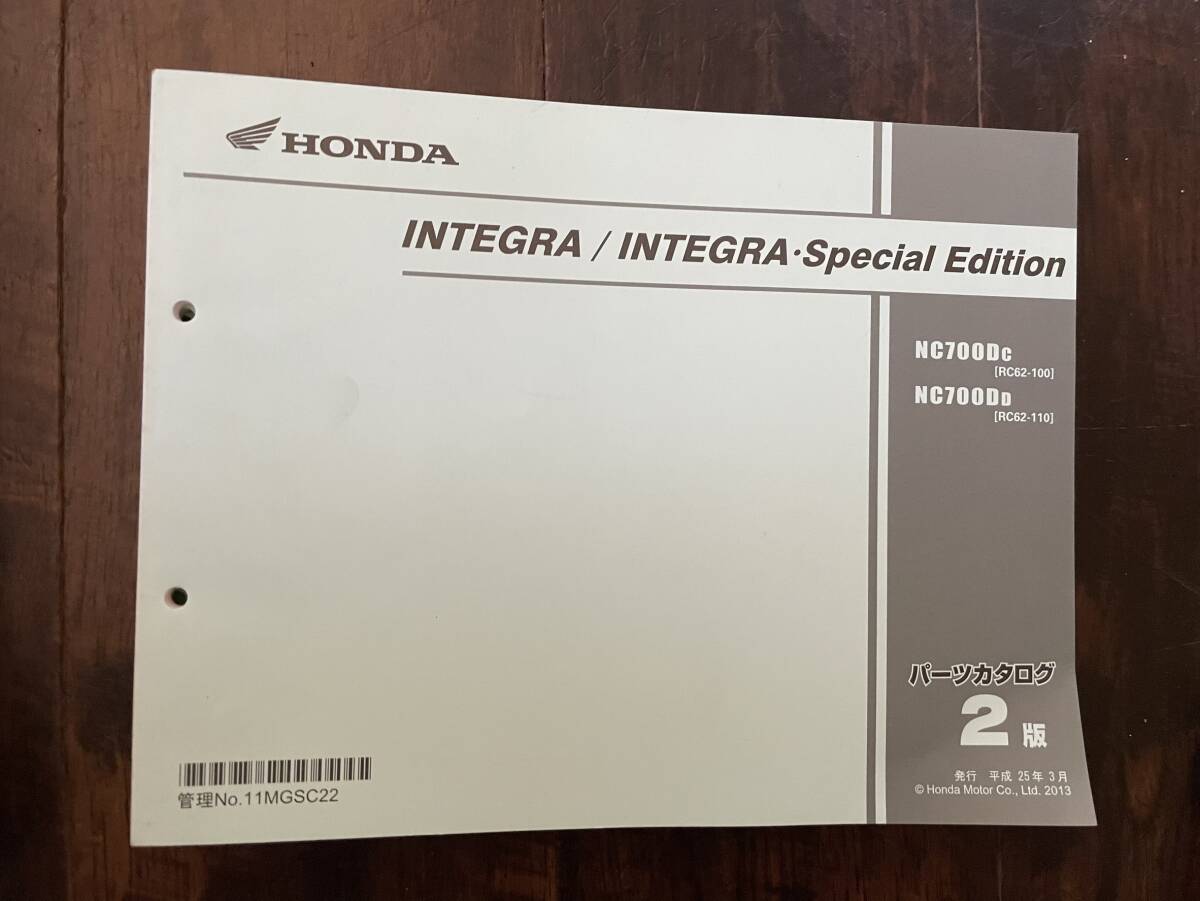 HONDA
INTEGRA / INTEGRA・Special Edition
NC700DC
[RC62-100]
NC700DD
[RC62-110]
パーツカタログ
2版
発行 平成 25年 3月
© Honda Motor Co., Ltd. 2013
管理No.11MGSC22